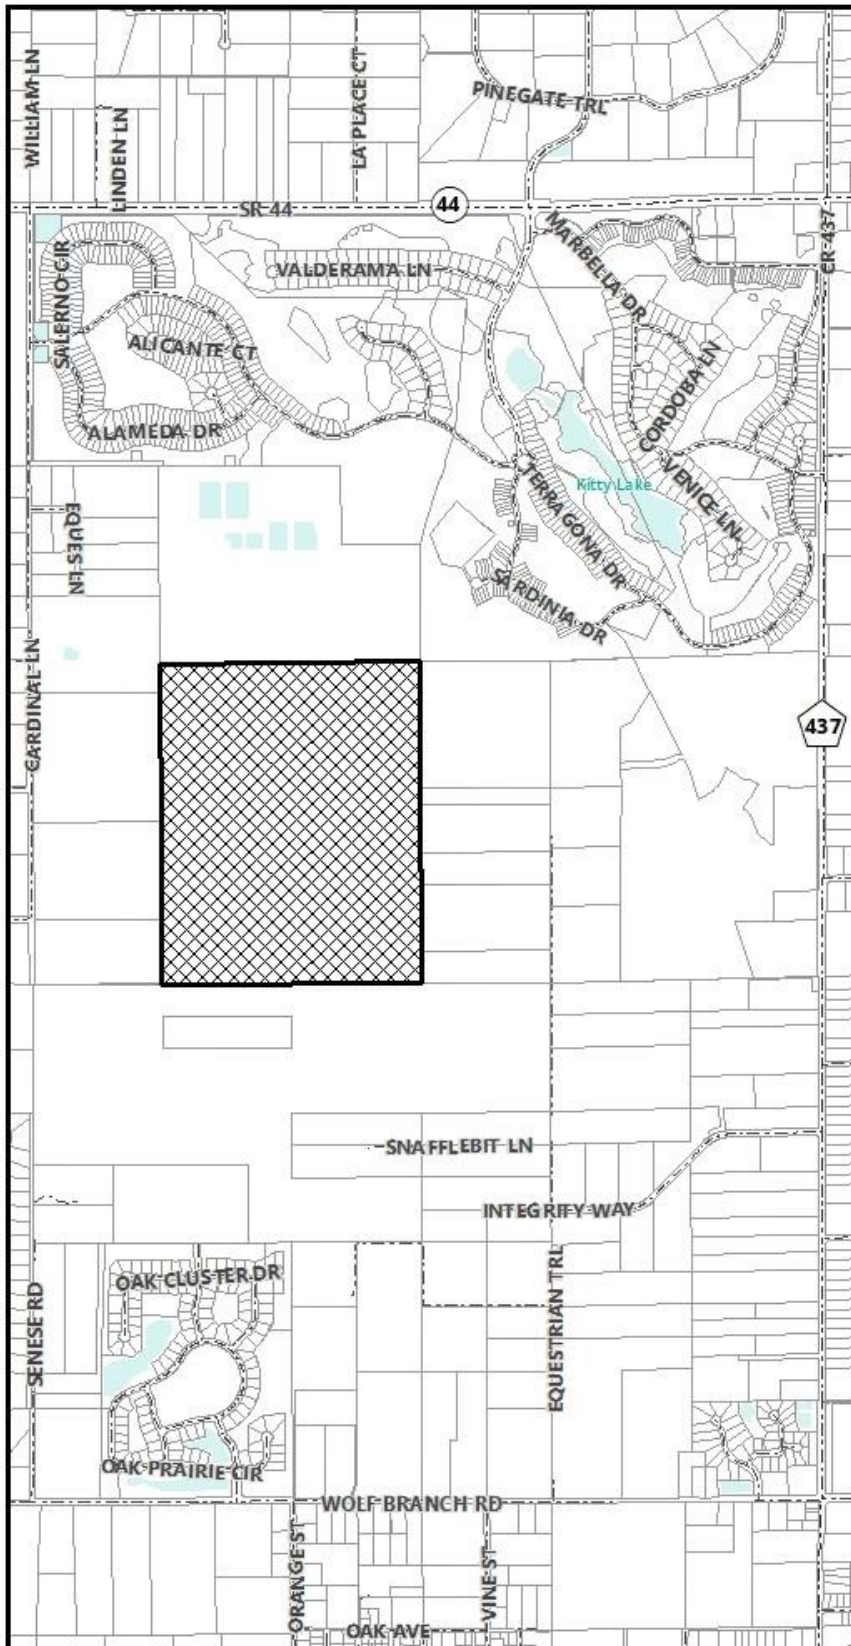 WILLIAM LN
LINDEN LN
LA PLACE CT
PINEGATE TRL
SR 44
44
CR-437
SALERNO CIR
VALDERAMA LN
MARBELLA DR
ALICANTE CT
CORDOBA LN
ALAMEDA DR
TERRAGONA DR
Kitty Lake
VENICE LN
EQUES LN
SARDINIA DR
CARDINAL LN
437
SNAFFLEBIT LN
INTEGRITY WAY
OAK CLUSTER DR
SENESE RD
EQUESTRIAN TRL
OAK PRAIRIE CIR
WOLF BRANCH RD
ORANGE ST
VINE ST
OAK AVE